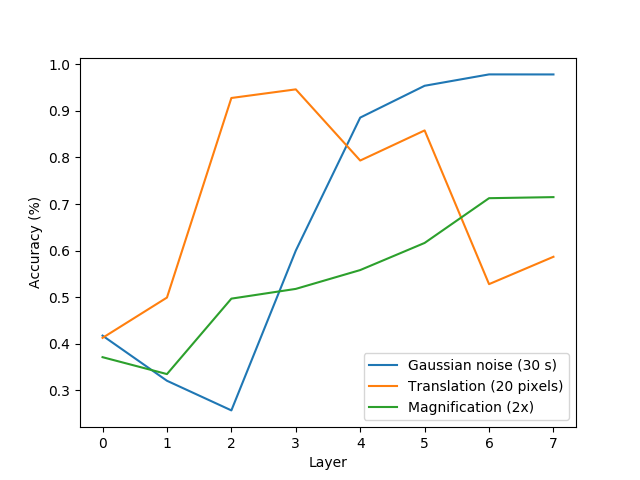 1.0
0.9
0.8
0.7
0.6
0.5
0.4
0.3
Accuracy (%)
Gaussian noise (30 s)
Translation (20 pixels)
Magnification (2x)
0 1 2 3 4 5 6 7
Layer